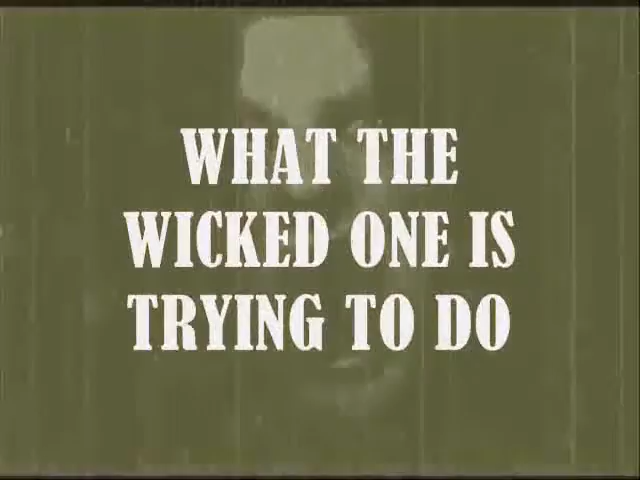 WHAT THE
WICKED ONE IS
TRYING TO DO